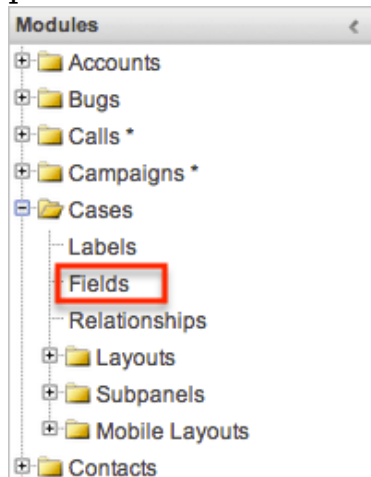 Modules
Accounts
Bugs
Calls *
Campaigns *
Cases
Labels
Fields
Relationships
Layouts
Subpanels
Mobile Layouts
Contacts